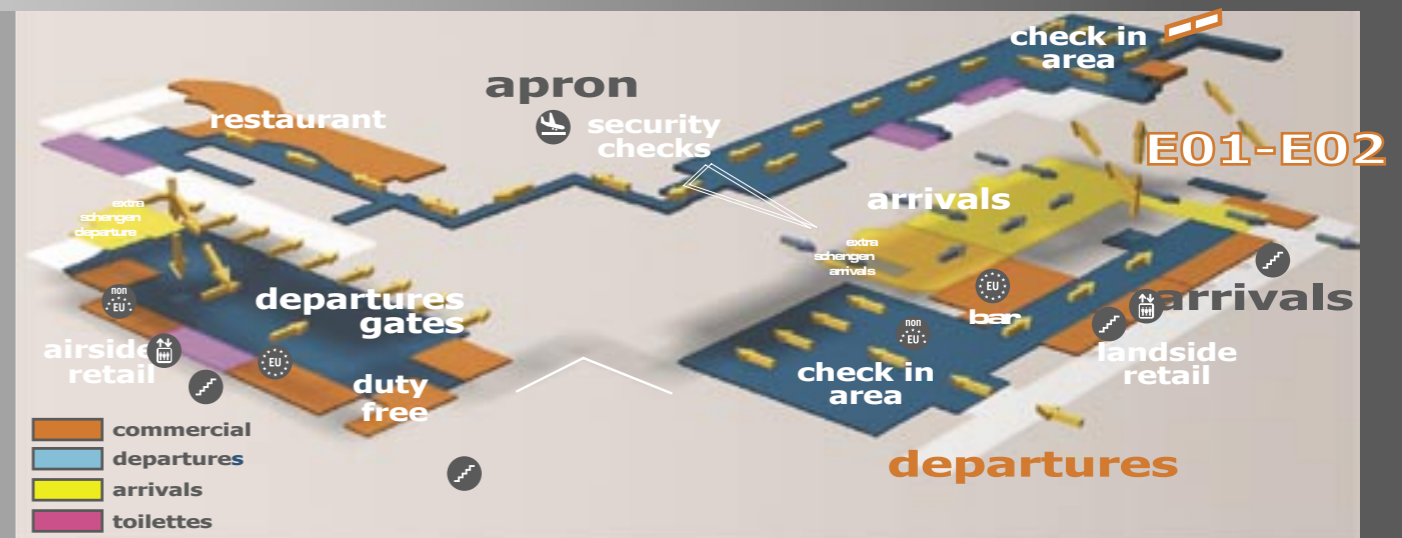 check in
area
apron
restaurant
security
checks
E01-E02
arrivals
extra
schengen
departure
extra
schengen
arrivals
departures
gates
non
EU
EU
bar
arrivals
non
EU
airside
retail
EU
landside
retail
check in
area
duty
free
commercial
departures
arrivals
toilettes
departures